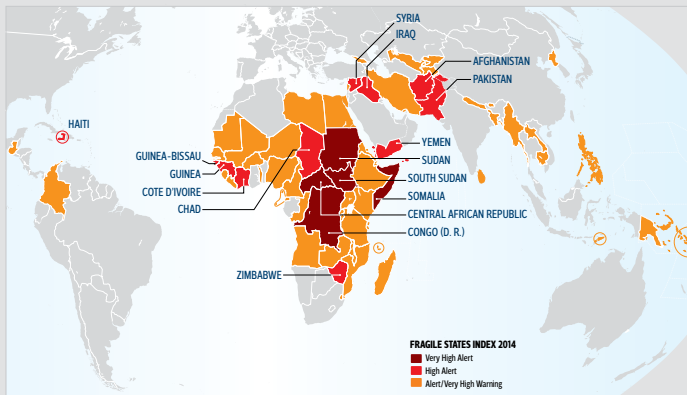 SYRIA
IRAQ
AFGHANISTAN
PAKISTAN
HAITI
YEMEN
GUINEA-BISSAU
SUDAN
GUINEA
SOUTH SUDAN
COTE D'IVOIRE
SOMALIA
CHAD
CENTRAL AFRICAN REPUBLIC
CONGO (D. R.)
ZIMBABWE
FRAGILE STATES INDEX 2014
Very High Alert
High Alert
Alert/Very High Warning